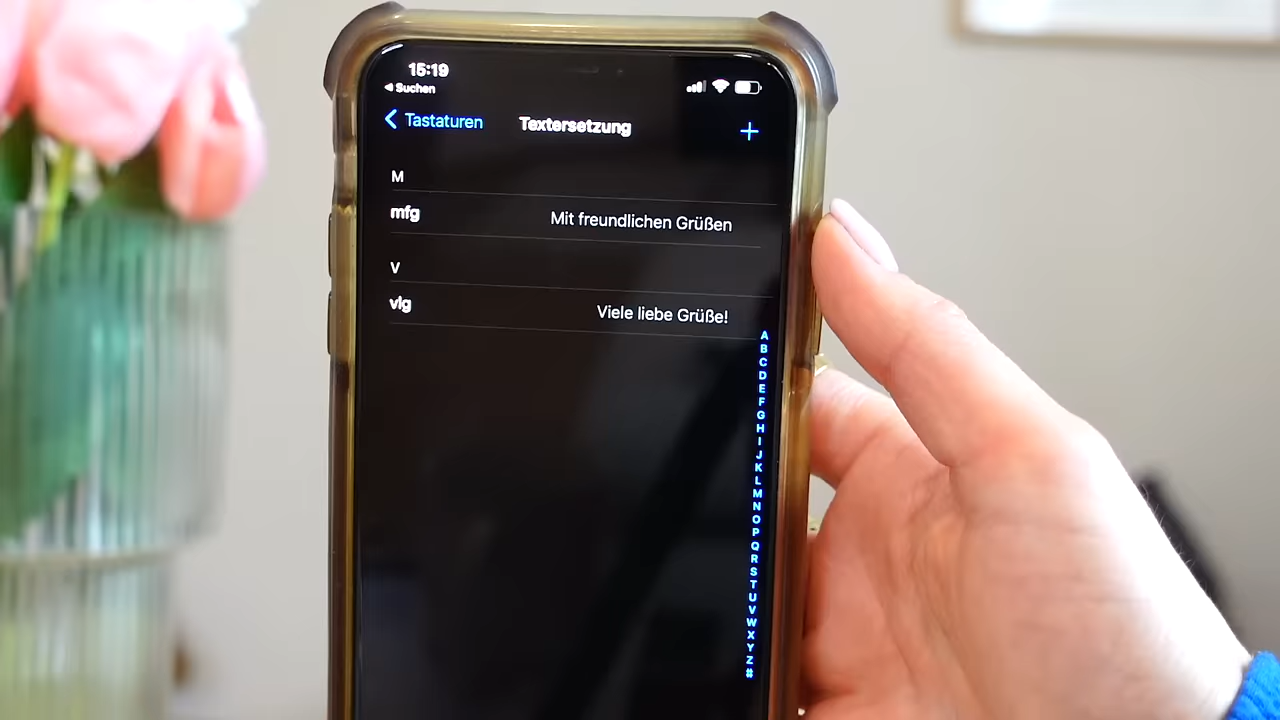 15:19
◀ Suchen
Tastaturen
Textersetzung
+
M
mfg Mit freundlichen Grüßen
V
vlg Viele liebe Grüße!
A
B
C
D
E
F
G
H
I
J
K
L
M
N
O
P
Q
R
S
T
U
V
W
X
Y
Z
#